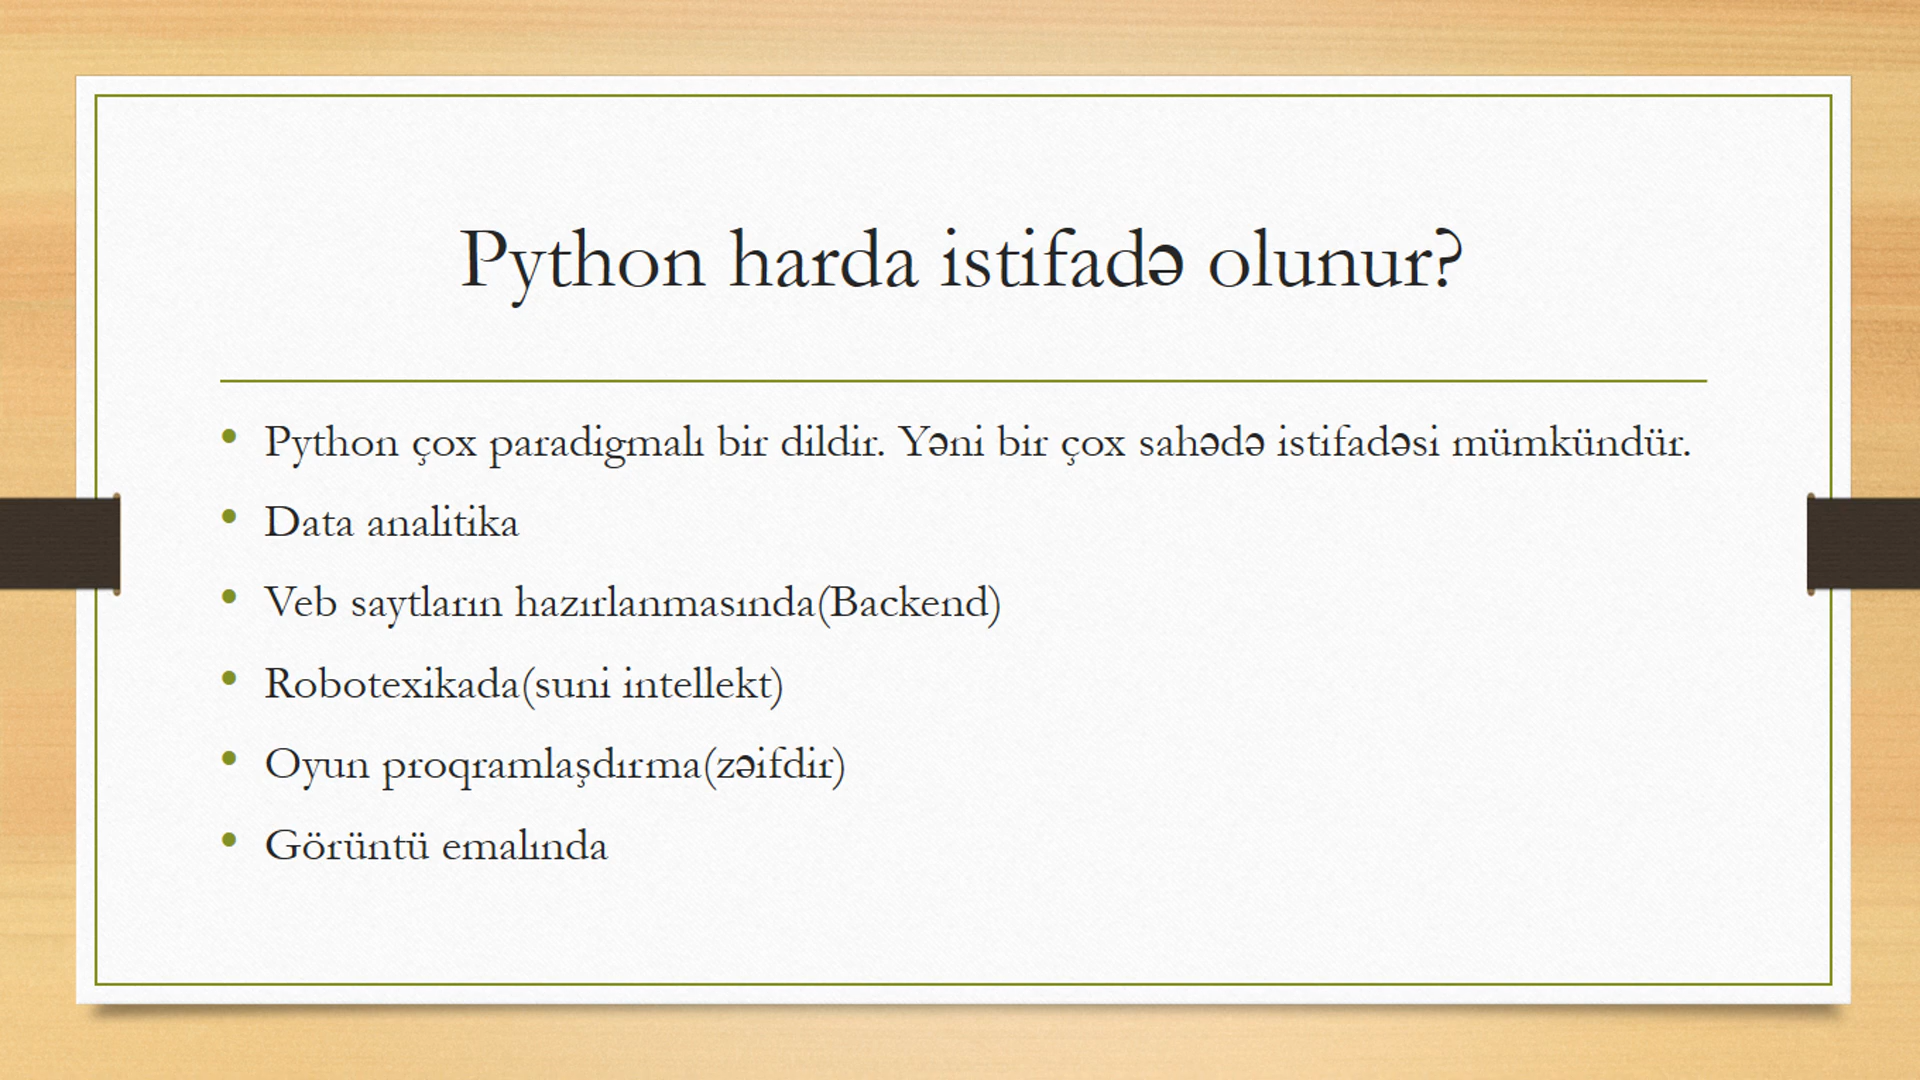 Python harda istifadə olunur?
• Python çox paradigmalı bir dildir. Yəni bir çox sahədə istifadəsi mümkündür.
• Data analitika
• Veb saytların hazırlanmasında(Backend)
• Robotexikada(suni intellekt)
• Oyun proqramlaşdırma(zəifdir)
• Görüntü emalında